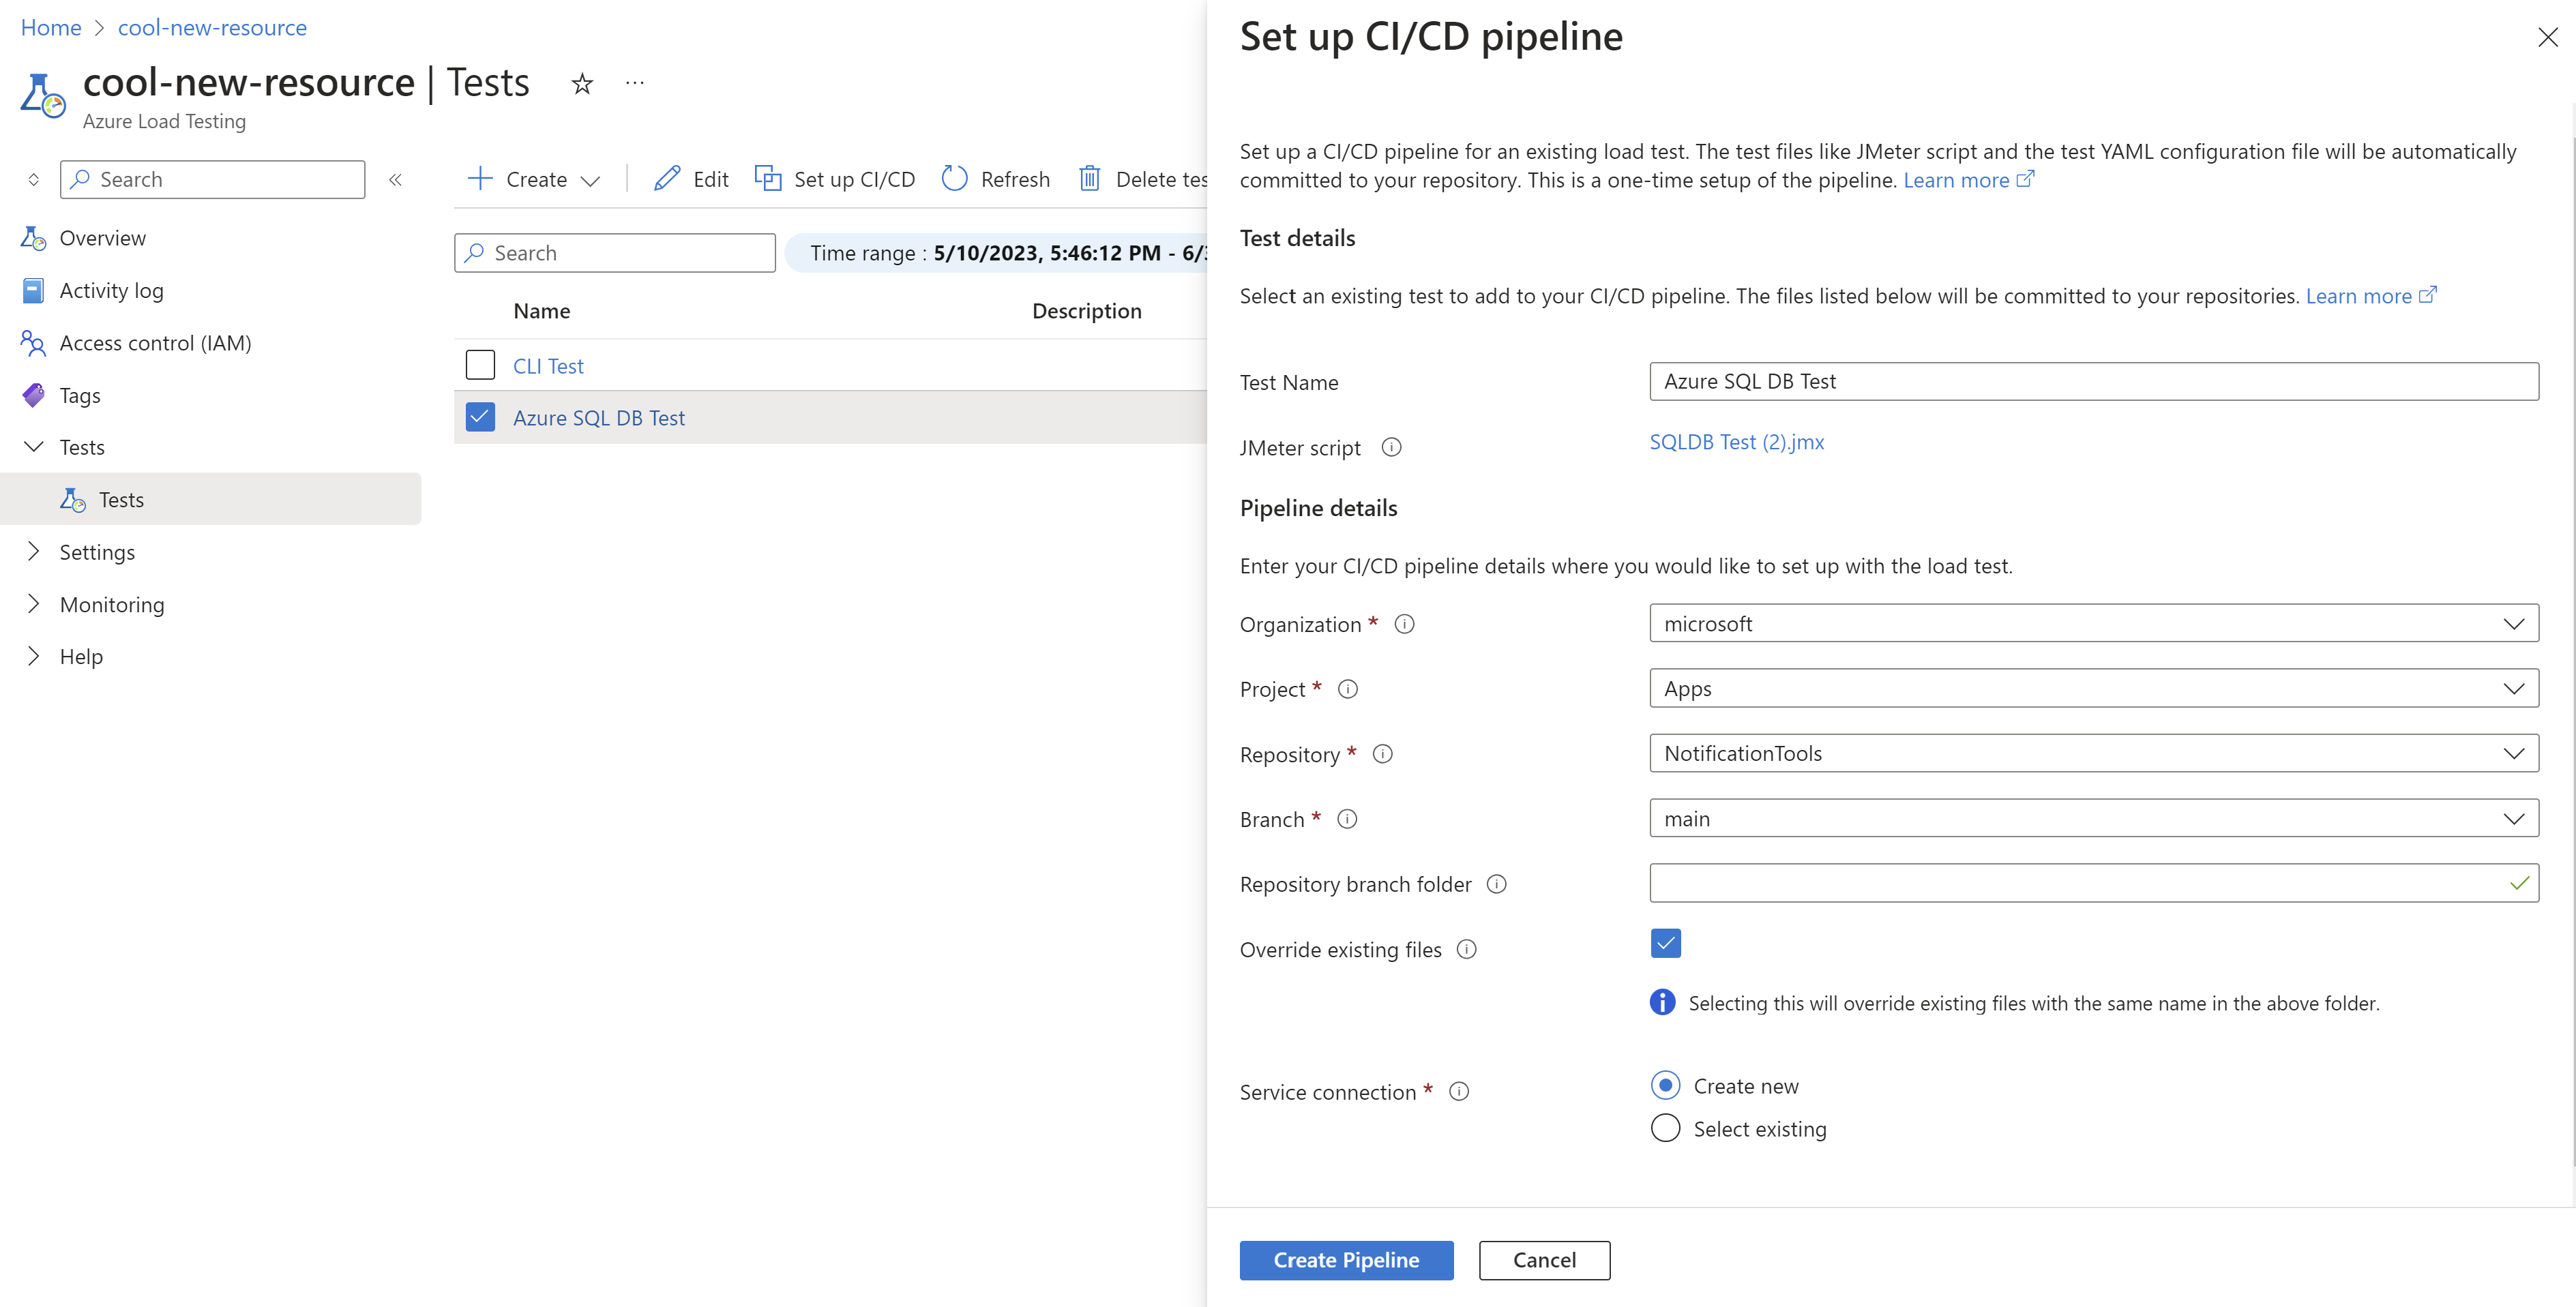 Home > cool-new-resource
cool-new-resource | Tests
Azure Load Testing
Search
Overview
Activity log
Access control (IAM)
Tags
Tests
Tests
Settings
Monitoring
Help
Create Edit Set up CI/CD Refresh Delete tes
Search
Time range : 5/10/2023, 5:46:12 PM - 6/3
Name Description
CLI Test
Azure SQL DB Test
Set up CI/CD pipeline
Set up a CI/CD pipeline for an existing load test. The test files like JMeter script and the test YAML configuration file will be automatically
committed to your repository. This is a one-time setup of the pipeline. Learn more
Test details
Select an existing test to add to your CI/CD pipeline. The files listed below will be committed to your repositories. Learn more
Test Name Azure SQL DB Test
JMeter script SQLDB Test (2).jmx
Pipeline details
Enter your CI/CD pipeline details where you would like to set up with the load test.
Organization * microsoft
Project * Apps
Repository * NotificationTools
Branch * main
Repository branch folder
Override existing files
Selecting this will override existing files with the same name in the above folder.
Service connection * Create new
Select existing
Create Pipeline Cancel